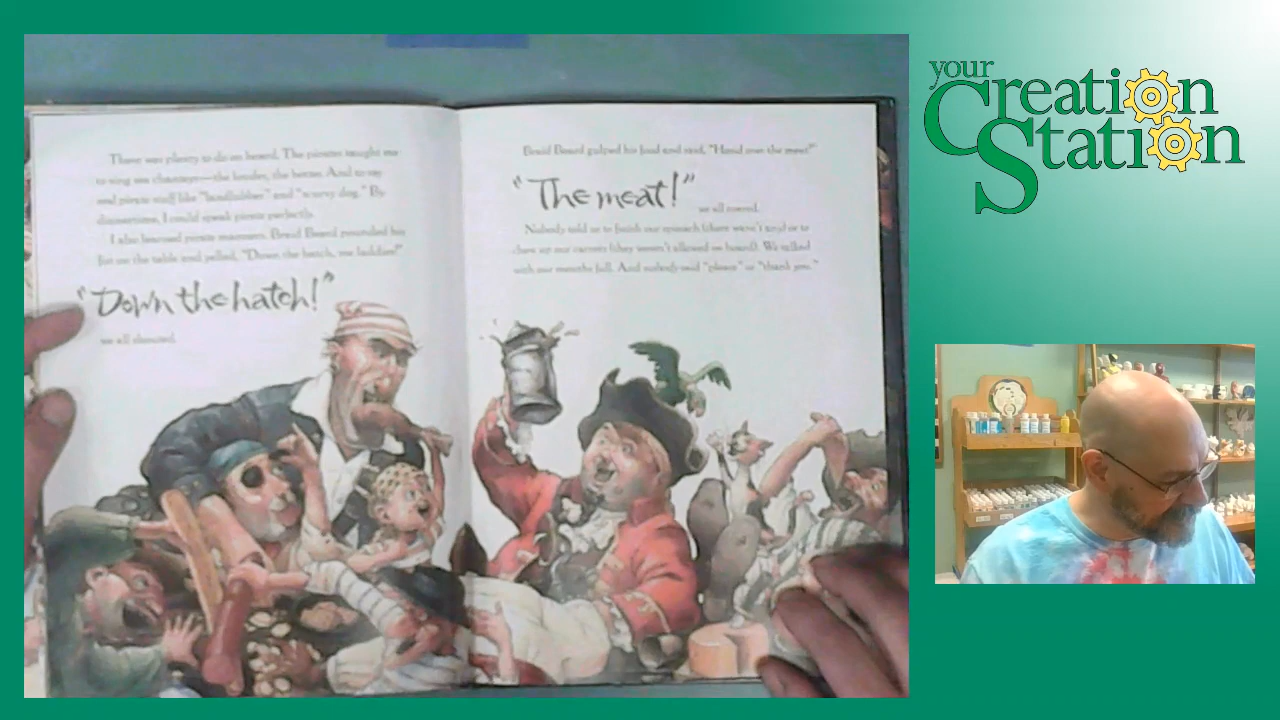 There was plenty to do on board. The pirates taught me
to sing sea chanteys—the louder, the better. And to say
and pirate stuff like "landlubber" and "scurvy dog." By
dinnertime, I could speak pirate perfectly.
I also learned pirate manners. Braid Beard pounded his
fist on the table and yelled, "Down the hatch, me laddies!"
"Down the hatch!"
we all shouted.
Braid Beard gulped his food and said, "Hand over the meat!"
"The meat!"
we all roared.
Nobody told us to finish our spinach (there wasn't any) or to
chew up our carrots (they weren't allowed on board). We talked
with our mouths full. And nobody said "please" or "thank you."
your
Creation
Station